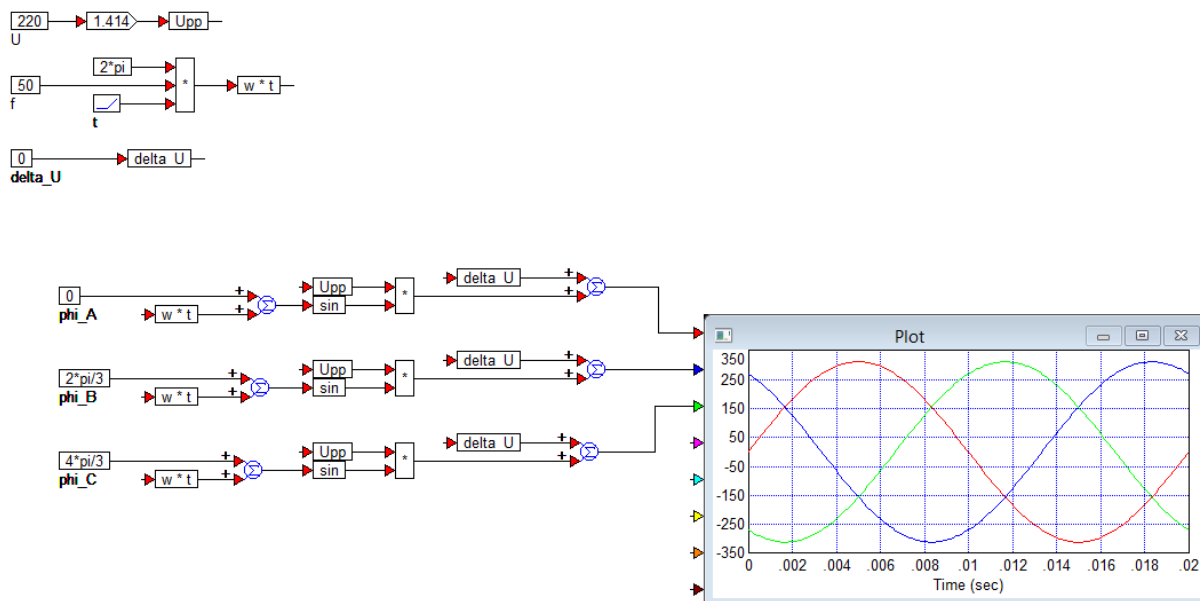 220 1.414 Upp
U
2*pi
50 * w * t
f
t
0 delta_U
delta_U
delta_U
+
Upp +
0 + * Σ
sin
phi_A w * t + Σ
delta_U
+
Upp +
2*pi/3 + * Σ
sin
phi_B w * t + Σ
delta_U
+
Upp +
4*pi/3 + * Σ
sin
phi_C w * t + Σ
Plot
350
250
150
50
-50
-150
-250
-350
0 .002 .004 .006 .008 .01 .012 .014 .016 .018 .02
Time (sec)